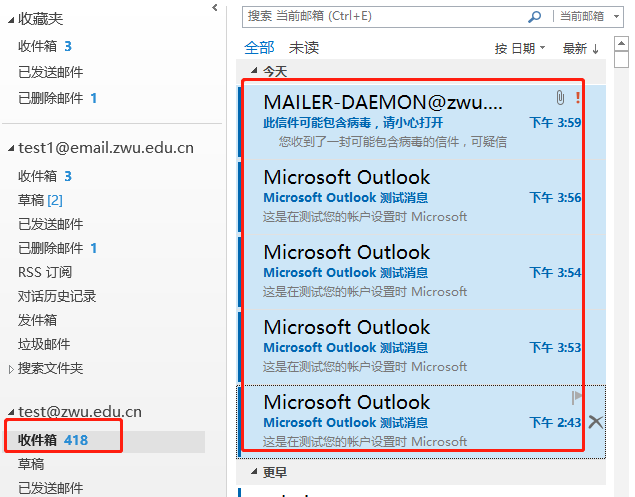 收藏夹
收件箱 3
已发送邮件
已删除邮件 1
test1@email.zwu.edu.cn
收件箱 3
草稿 [2]
已发送邮件
已删除邮件 1
RSS 订阅
对话历史记录
发件箱
垃圾邮件
搜索文件夹
test@zwu.edu.cn
收件箱 418
草稿
已发送邮件
搜索 当前邮箱 (Ctrl+E)
当前邮箱
全部 未读 按 日期 最新 ↓
今天
MAILER-DAEMON@zwu....
此信件可能包含病毒，请小心打开 下午 3:59
您收到了一封可能包含病毒的信件，可疑信
Microsoft Outlook
Microsoft Outlook 测试消息 下午 3:56
这是在测试您的帐户设置时 Microsoft
Microsoft Outlook
Microsoft Outlook 测试消息 下午 3:54
这是在测试您的帐户设置时 Microsoft
Microsoft Outlook
Microsoft Outlook 测试消息 下午 3:53
这是在测试您的帐户设置时 Microsoft
Microsoft Outlook
Microsoft Outlook 测试消息 下午 2:43
这是在测试您的帐户设置时 Microsoft
更早